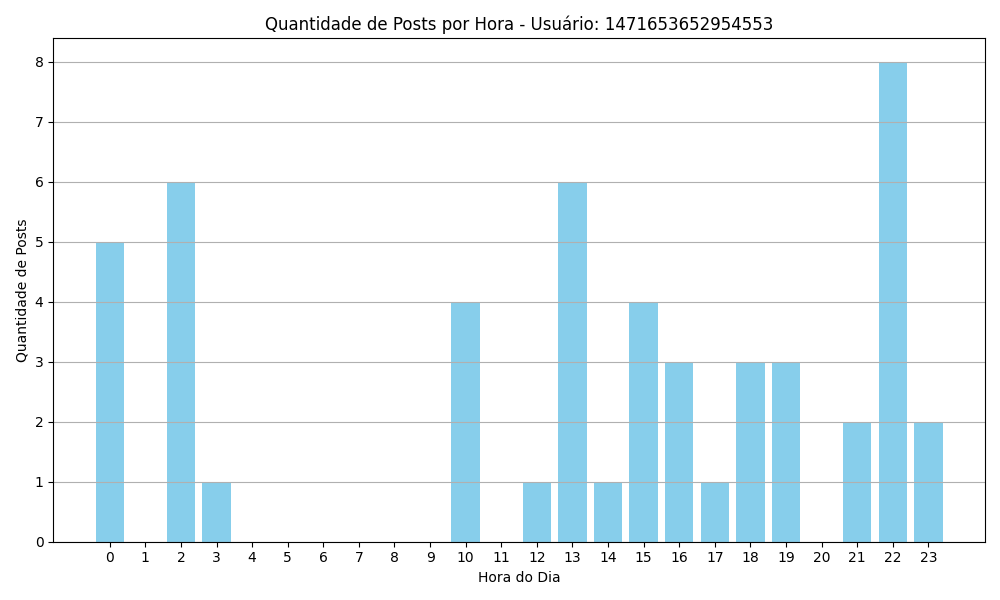 Quantidade de Posts por Hora - Usuário: 1471653652954553
Quantidade de Posts
8
7
6
5
4
3
2
1
0
0 1 2 3 4 5 6 7 8 9 10 11 12 13 14 15 16 17 18 19 20 21 22 23
Hora do Dia